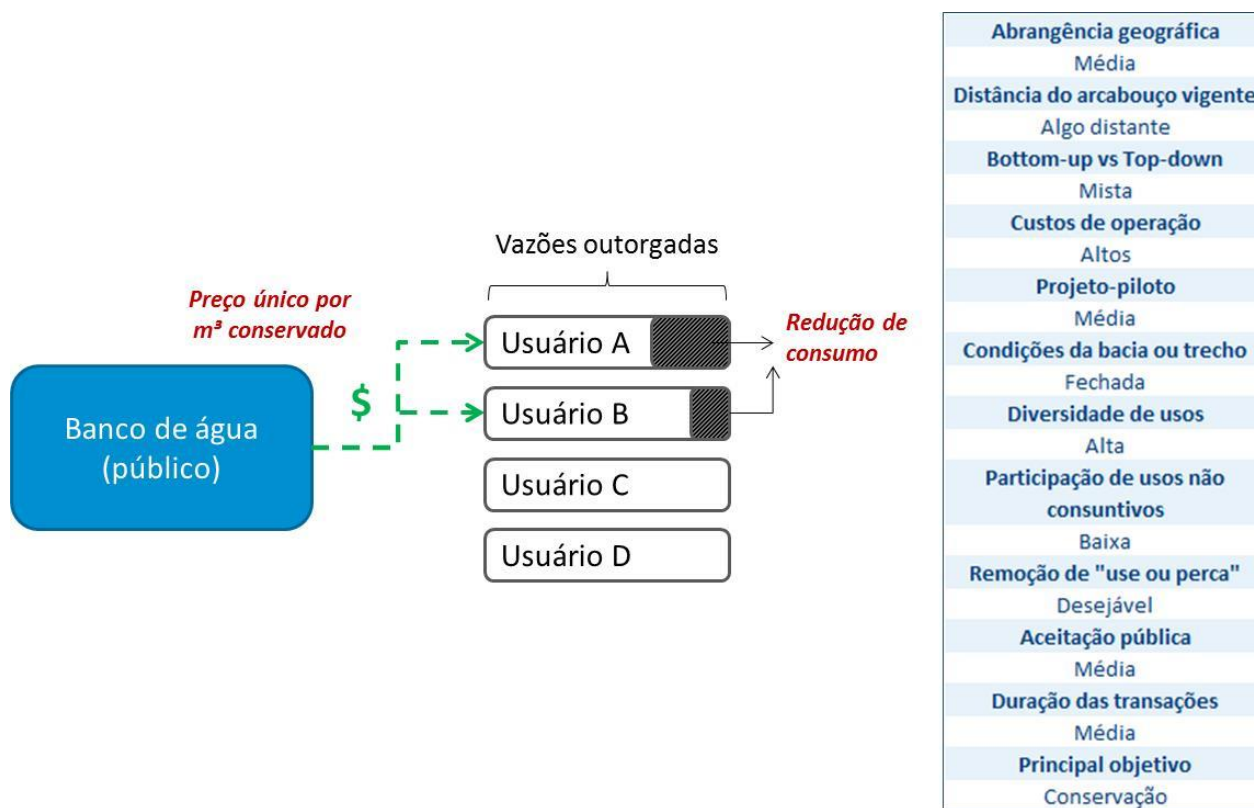 Vazões outorgadas
Preço único por
m³ conservado
Redução de
consumo
Usuário A
$
Usuário B
Banco de água
(público)
Usuário C
Usuário D
Abrangência geográfica
Média
Distância do arcabouço vigente
Algo distante
Bottom-up vs Top-down
Mista
Custos de operação
Altos
Projeto-piloto
Média
Condições da bacia ou trecho
Fechada
Diversidade de usos
Alta
Participação de usos não
consuntivos
Baixa
Remoção de "use ou perca"
Desejável
Aceitação pública
Média
Duração das transações
Média
Principal objetivo
Conservação